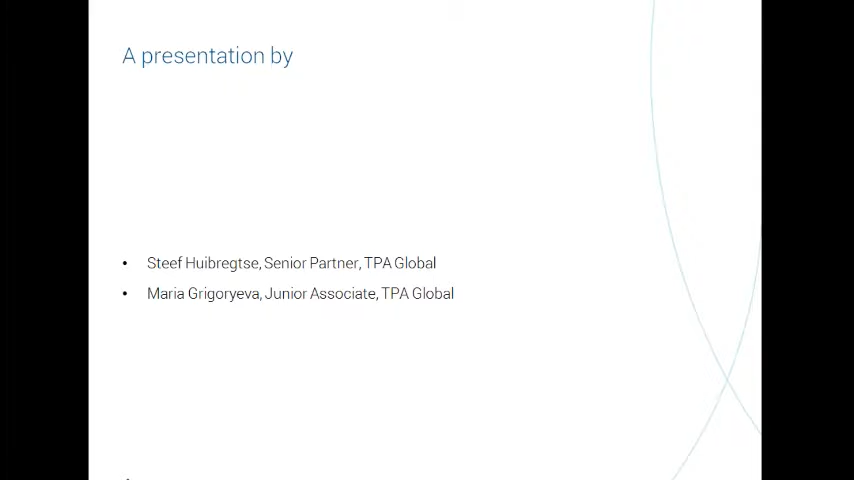 A presentation by
• Steef Huibregtse, Senior Partner, TPA Global
• Maria Grigoryeva, Junior Associate, TPA Global